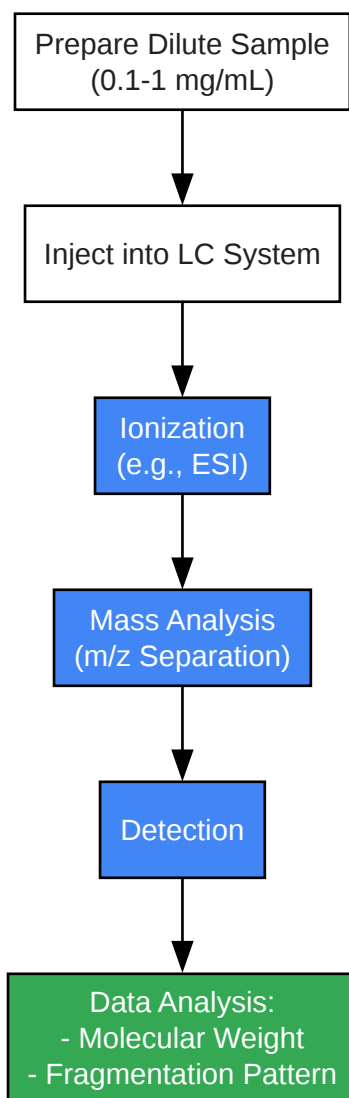 Prepare Dilute Sample
(0.1-1 mg/mL)
Inject into LC System
Ionization
(e.g., ESI)
Mass Analysis
(m/z Separation)
Detection
Data Analysis:
- Molecular Weight
- Fragmentation Pattern